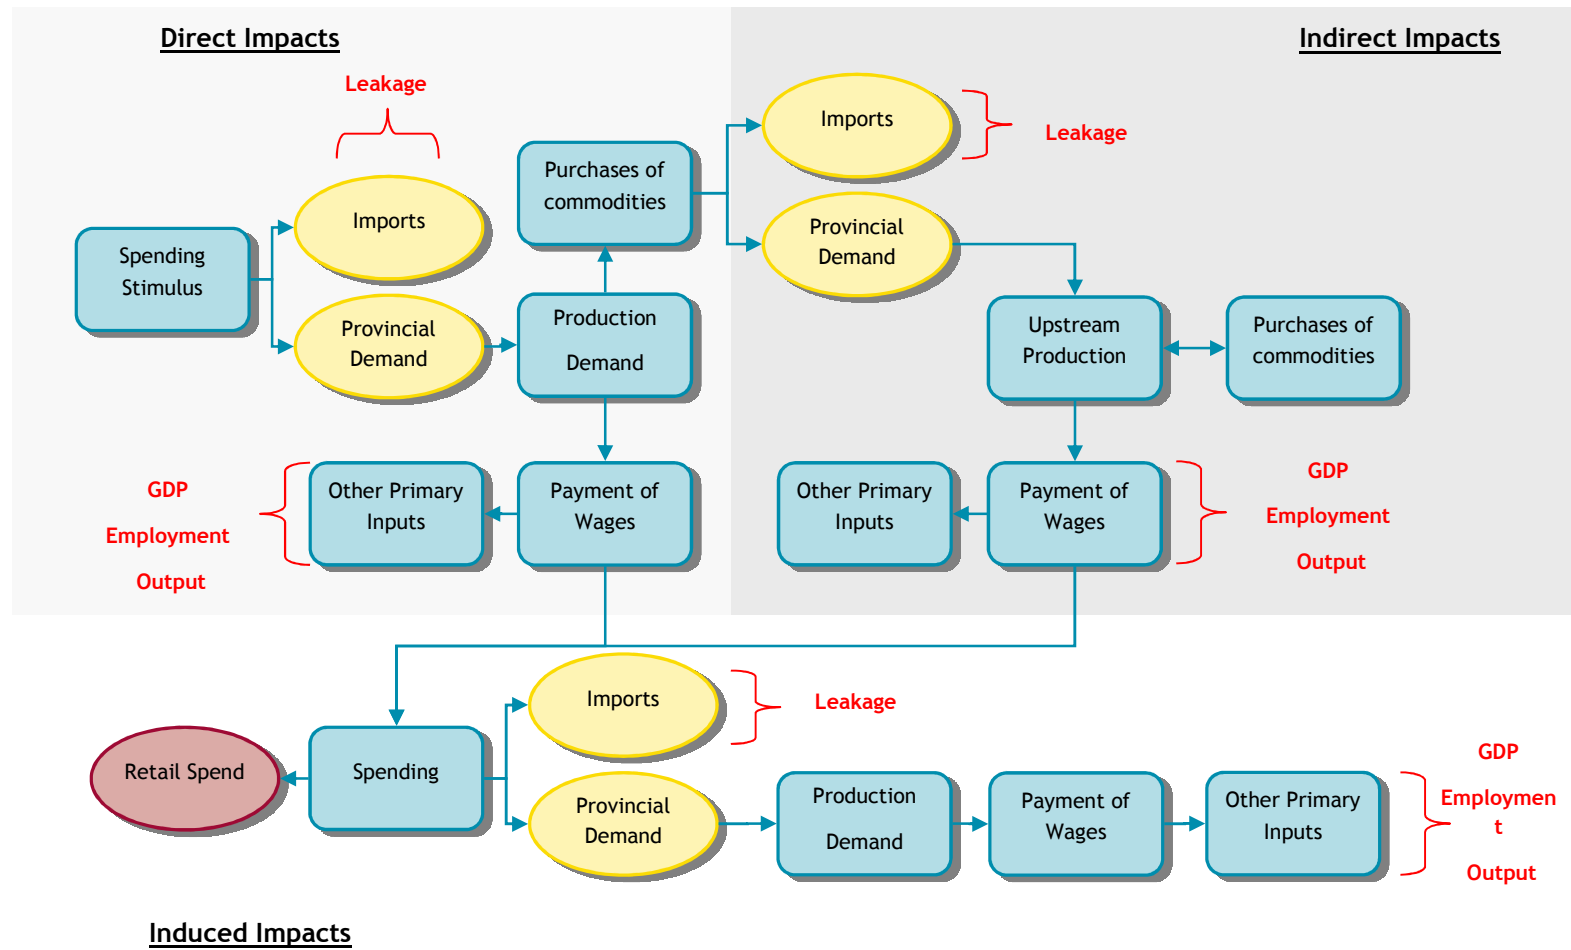 Direct Impacts
Indirect Impacts
Leakage
Imports
Leakage
Purchases of
commodities
Imports
Provincial
Demand
Spending
Stimulus
Provincial
Demand
Production
Demand
Upstream
Production
Purchases of
commodities
GDP
Employment
Output
Other Primary
Inputs
Payment of
Wages
Other Primary
Inputs
Payment of
Wages
GDP
Employment
Output
Imports
Leakage
Retail Spend
Spending
Provincial
Demand
Production
Demand
Payment of
Wages
Other Primary
Inputs
GDP
Employmen
t
Output
Induced Impacts